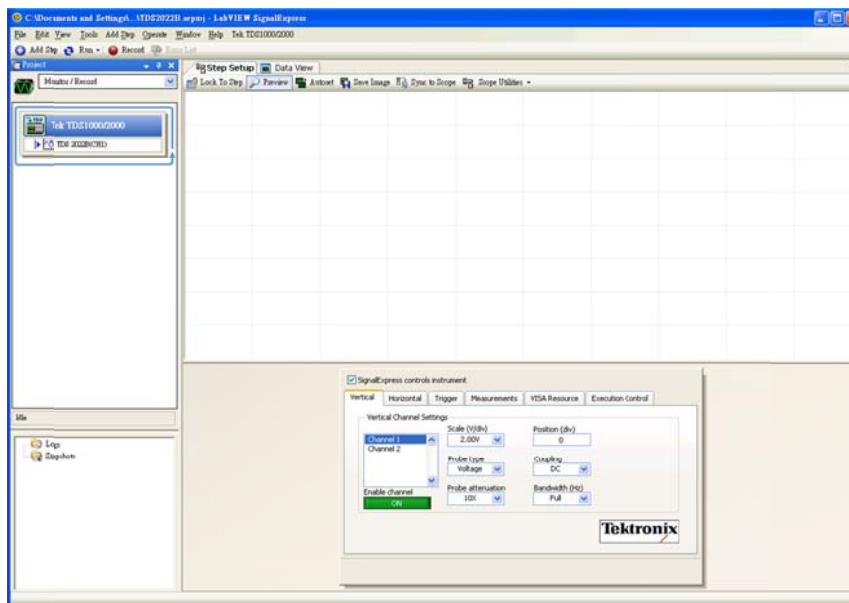 C:\Documents and Settings\...\TDS2022B.seproj - LabVIEW SignalExpress
File Edit View Tools Add Step Operate Window Help Tek TDS1000/2000
Add Step Run Record
Project
Step Setup Data View
Monitor / Record
Lock To Step Preview Autoset Save Image Sync to Scope Scope Utilities
Tek TDS1000/2000
TDS 2022B(CH1)
SignalExpress controls instrument
Vertical Horizontal Trigger Measurements VISA Resource Execution Control
Vertical Channel Settings
Channel 1
Channel 2
Enable channel
ON
Scale (V/div)
2.00V
Probe type
Voltage
Probe attenuation
10X
Position (div)
0
Coupling
DC
Bandwidth (Hz)
Full
Tektronix
Idle
Logs
Snapshots